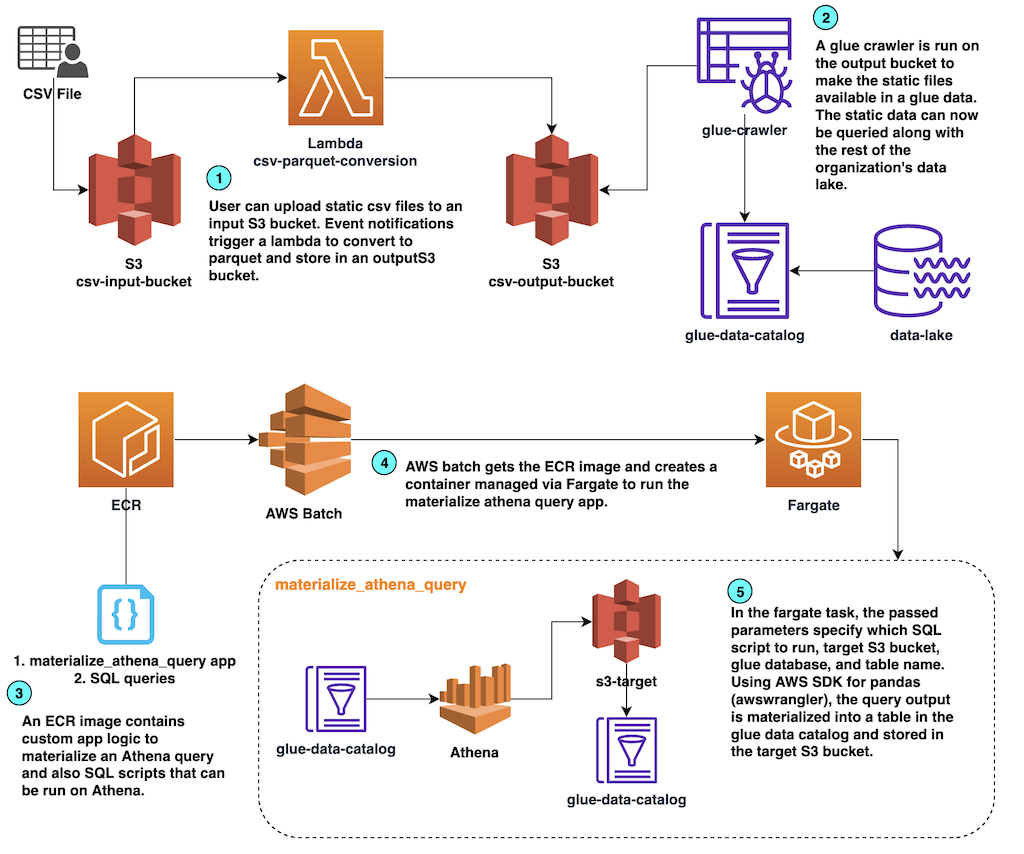 CSV File
Lambda
csv-parquet-conversion
1
User can upload static csv files to an
input S3 bucket. Event notifications
trigger a lambda to convert to
parquet and store in an outputS3
bucket.
S3
csv-input-bucket
S3
csv-output-bucket
glue-crawler
2
A glue crawler is run on
the output bucket to
make the static files
available in a glue data.
The static data can now
be queried along with
the rest of the
organization's data
lake.
glue-data-catalog
data-lake
ECR
AWS Batch
4
AWS batch gets the ECR image and creates a
container managed via Fargate to run the
materialize athena query app.
Fargate
{}
1. materialize_athena_query app
2. SQL queries
3
An ECR image contains
custom app logic to
materialize an Athena query
and also SQL scripts that can
be run on Athena.
materialize_athena_query
glue-data-catalog
Athena
s3-target
glue-data-catalog
5
In the fargate task, the passed
parameters specify which SQL
script to run, target S3 bucket,
glue database, and table name.
Using AWS SDK for pandas
(awswrangler), the query output
is materialized into a table in the
glue data catalog and stored in
the target S3 bucket.